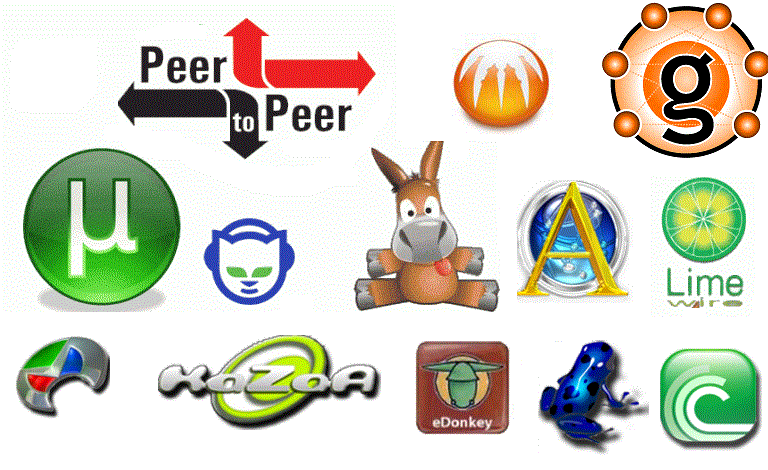 Peer
to Peer
g
µ
A
Lime
wire
KaZaA
eDonkey